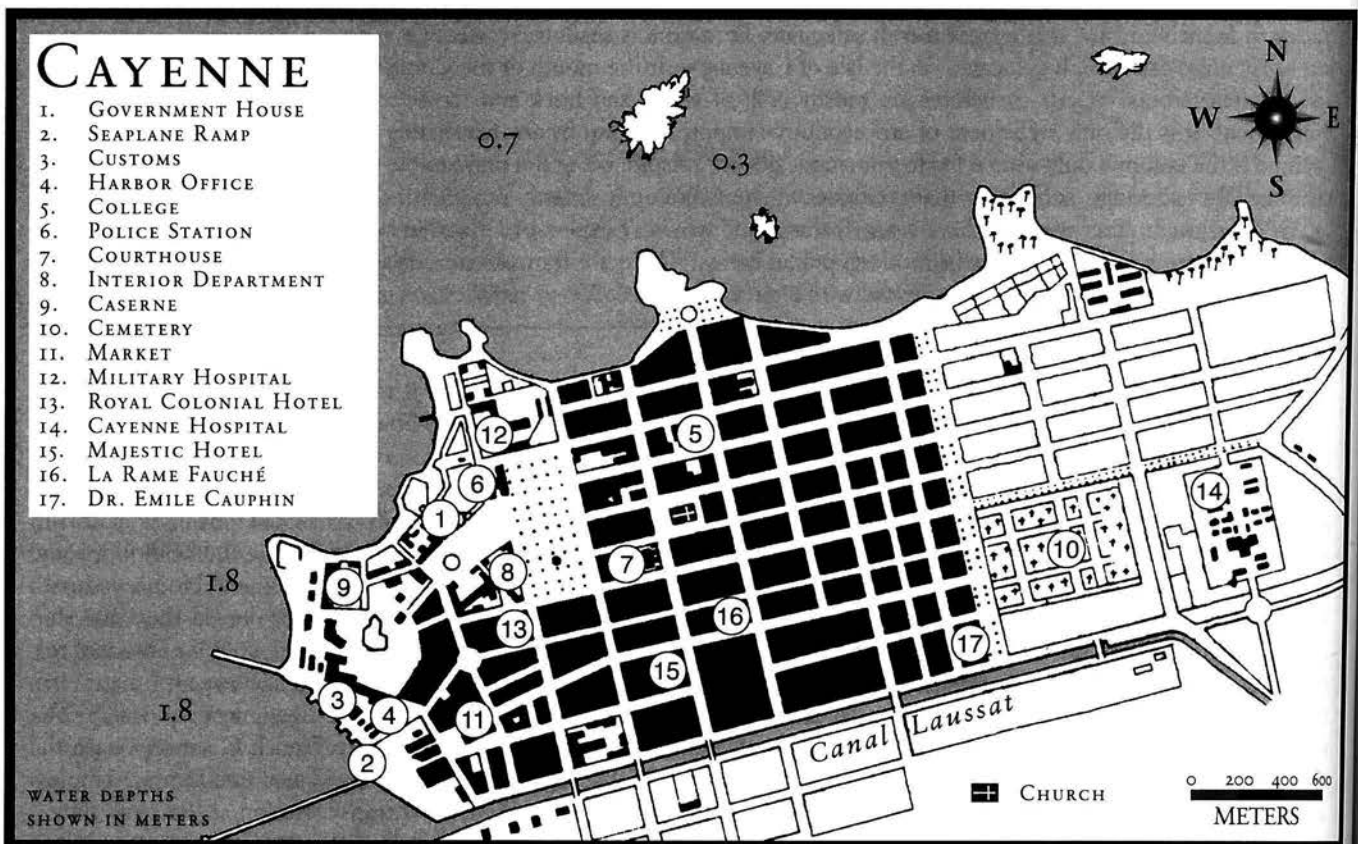 CAYENNE
1. GOVERNMENT HOUSE
2. SEAPLANE RAMP
3. CUSTOMS
4. HARBOR OFFICE
5. COLLEGE
6. POLICE STATION
7. COURTHOUSE
8. INTERIOR DEPARTMENT
9. CASERNE
10. CEMETERY
11. MARKET
12. MILITARY HOSPITAL
13. ROYAL COLONIAL HOTEL
14. CAYENNE HOSPITAL
15. MAJESTIC HOTEL
16. LA RAME FAUCHÉ
17. DR. EMILE CAUPHIN
N
W E
S
0.7
0.3
12
5
6
14
1
10
7
8
1.8
9
16
13
17
15
3
4
1.8
11
2
Canal Laussat
WATER DEPTHS
SHOWN IN METERS
CHURCH
0 200 400 600
METERS